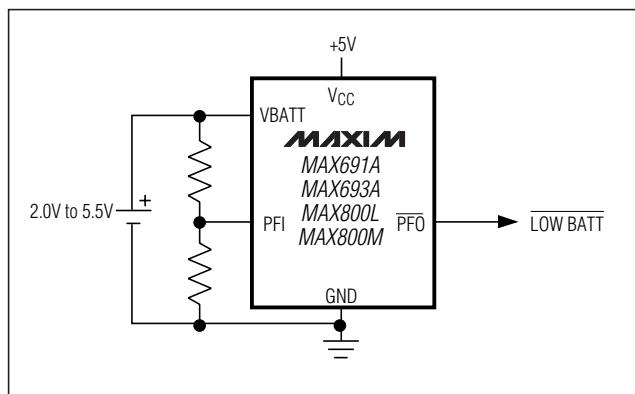 +5V
VCC
VBATT
MAXIM
MAX691A
MAX693A
MAX800L
MAX800M
2.0V to 5.5V
+
PFI
PFO
LOW BATT
GND